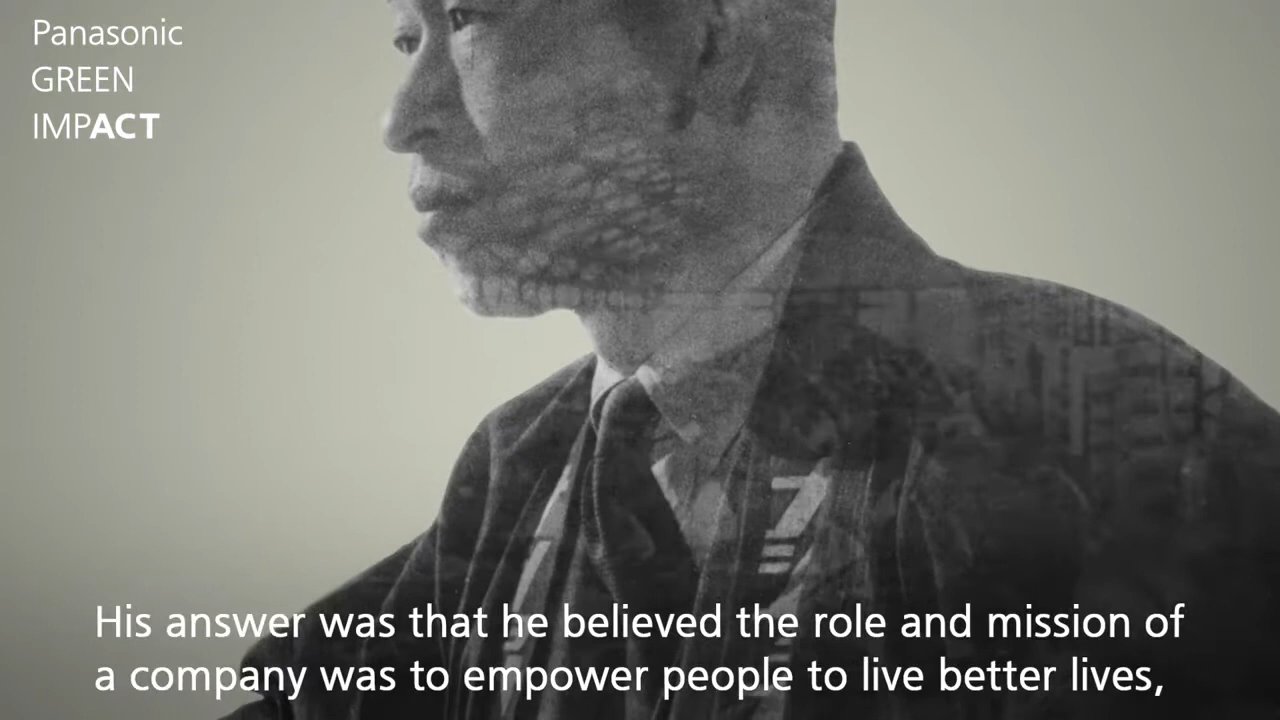 Panasonic
GREEN
IMPACT
His answer was that he believed the role and mission of
a company was to empower people to live better lives,